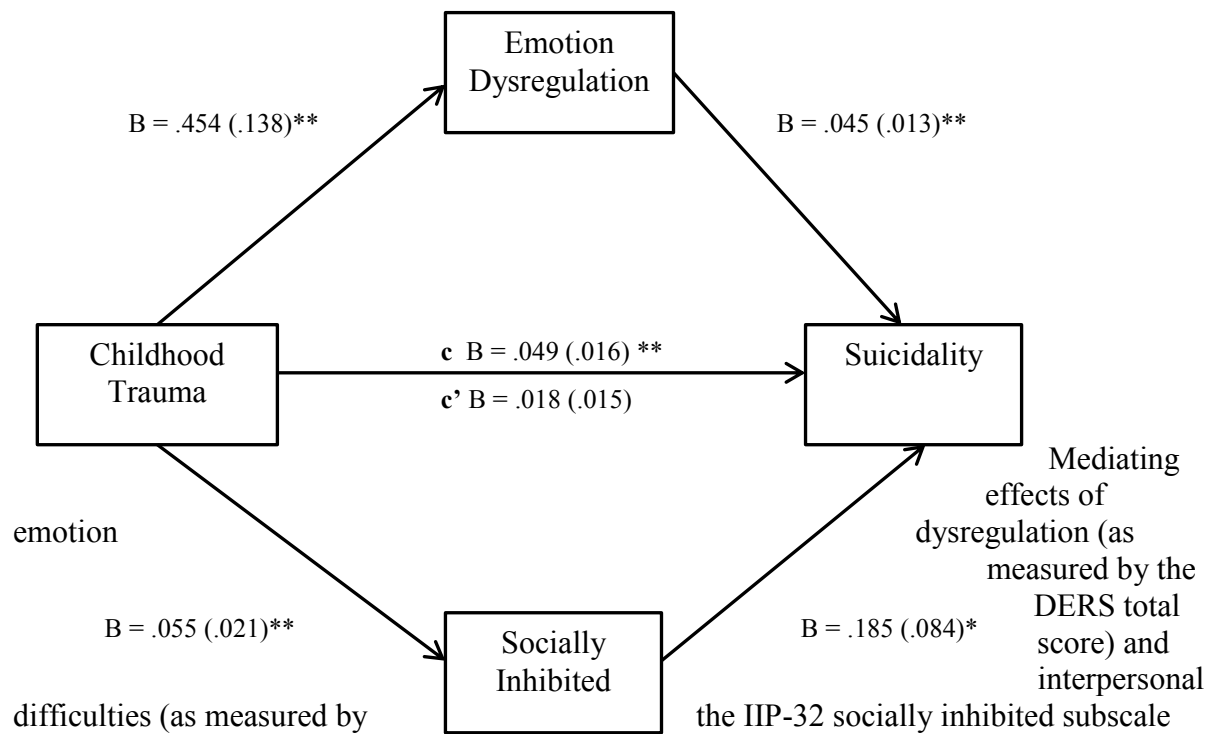 Emotion
Dysregulation
B = .454 (.138)**
B = .045 (.013)**
Childhood
Trauma
c B = .049 (.016) **
c’ B = .018 (.015)
Suicidality
Mediating
effects of
emotion dysregulation (as
measured by the
DERS total
score) and
interpersonal
difficulties (as measured by the IIP-32 socially inhibited subscale
B = .055 (.021)**
Socially
Inhibited
B = .185 (.084)*